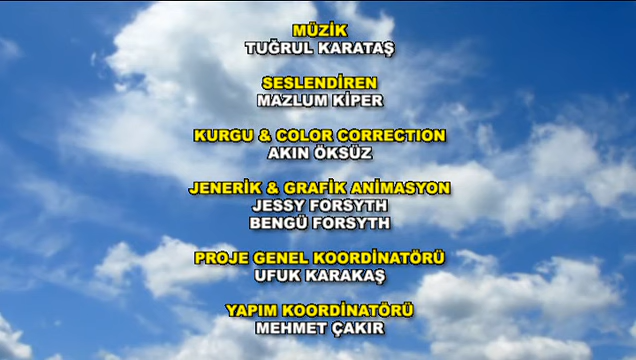 MÜZİK
TUĞRUL KARATAŞ
SESLENDİREN
MAZLUM KİPER
KURGU & COLOR CORRECTION
AKIN ÖKSÜZ
JENERİK & GRAFİK ANİMASYON
JESSY FORSYTH
BENGÜ FORSYTH
PROJE GENEL KOORDİNATÖRÜ
UFUK KARAKAŞ
YAPIM KOORDİNATÖRÜ
MEHMET ÇAKIR